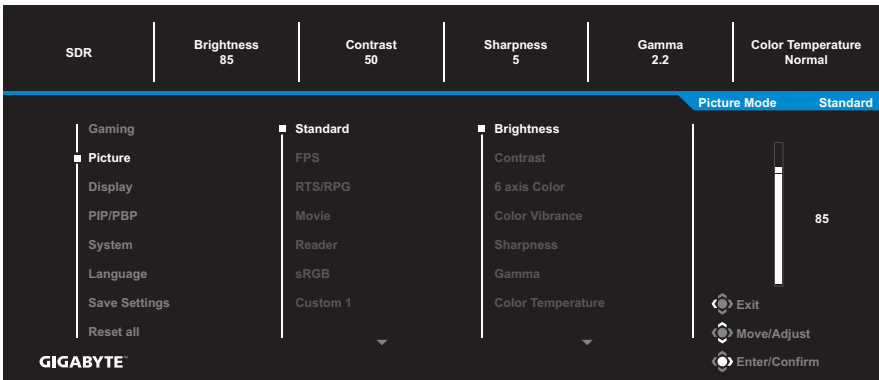 SDR
Brightness
85
Contrast
50
Sharpness
5
Gamma
2.2
Color Temperature
Normal
Picture Mode Standard
Gaming
Picture
Display
PIP/PBP
System
Language
Save Settings
Reset all
Standard
FPS
RTS/RPG
Movie
Reader
sRGB
Custom 1
Brightness
Contrast
6 axis Color
Color Vibrance
Sharpness
Gamma
Color Temperature
85
Exit
Move/Adjust
Enter/Confirm
GIGABYTE™